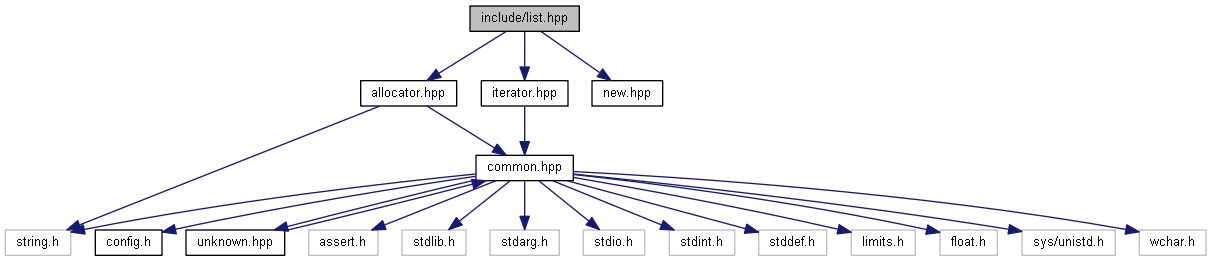 include/list.hpp
allocator.hpp
iterator.hpp
new.hpp
common.hpp
string.h
config.h
unknown.hpp
assert.h
stdlib.h
stdarg.h
stdio.h
stdint.h
stddef.h
limits.h
float.h
sys/unistd.h
wchar.h